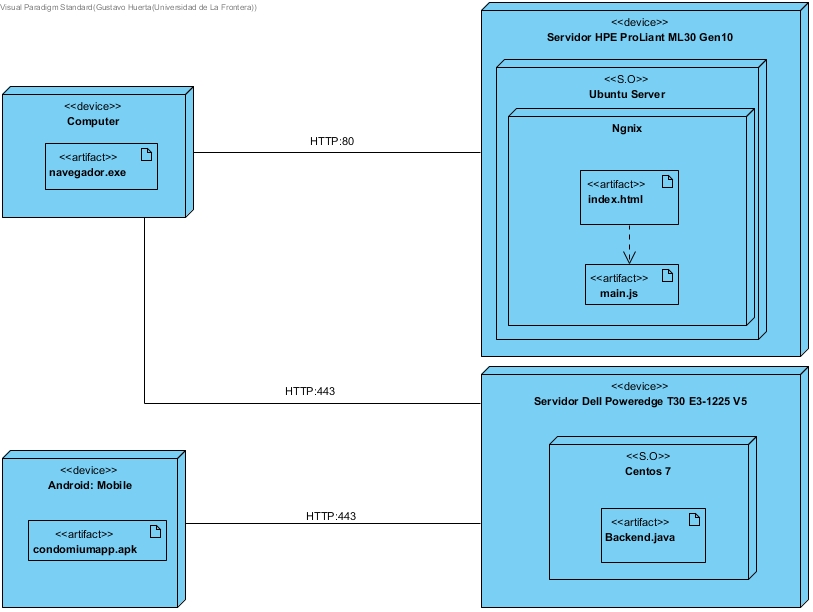 Visual Paradigm Standard(Gustavo Huerta(Universidad de La Frontera))
<<device>>
Servidor HPE ProLiant ML30 Gen10
<<S.O>>
Ubuntu Server
Ngnix
<<artifact>>
index.html
<<artifact>>
main.js
<<device>>
Computer
<<artifact>>
navegador.exe
HTTP:80
HTTP:443
<<device>>
Servidor Dell Poweredge T30 E3-1225 V5
<<S.O>>
Centos 7
<<artifact>>
Backend.java
<<device>>
Android: Mobile
<<artifact>>
condomiumapp.apk
HTTP:443